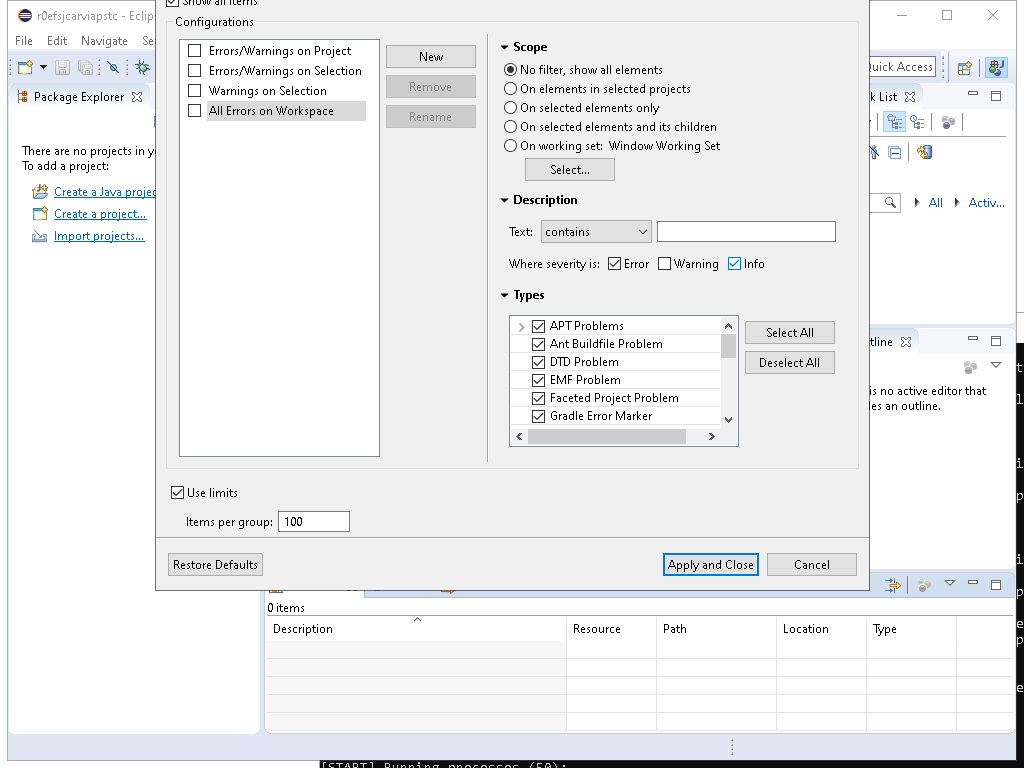 r0efsjcarviapstc - Eclip
Show all items
File Edit Navigate Se
Configurations
Errors/Warnings on Project
Errors/Warnings on Selection
Warnings on Selection
All Errors on Workspace
New
Remove
Rename
Scope
No filter, show all elements
On elements in selected projects
On selected elements only
On selected elements and its children
On working set: Window Working Set
Select...
Description
Text: contains
Where severity is: Error Warning Info
Types
APT Problems
Ant Buildfile Problem
DTD Problem
EMF Problem
Faceted Project Problem
Gradle Error Marker
Select All
Deselect All
Use limits
Items per group: 100
Restore Defaults
Apply and Close
Cancel
Package Explorer
There are no projects in y
To add a project:
Create a Java projec
Create a project...
Import projects...
Quick Access
k List
All Activ...
tline
is no active editor that
les an outline.
0 items
Description Resource Path Location Type
[START] Running processes (50):